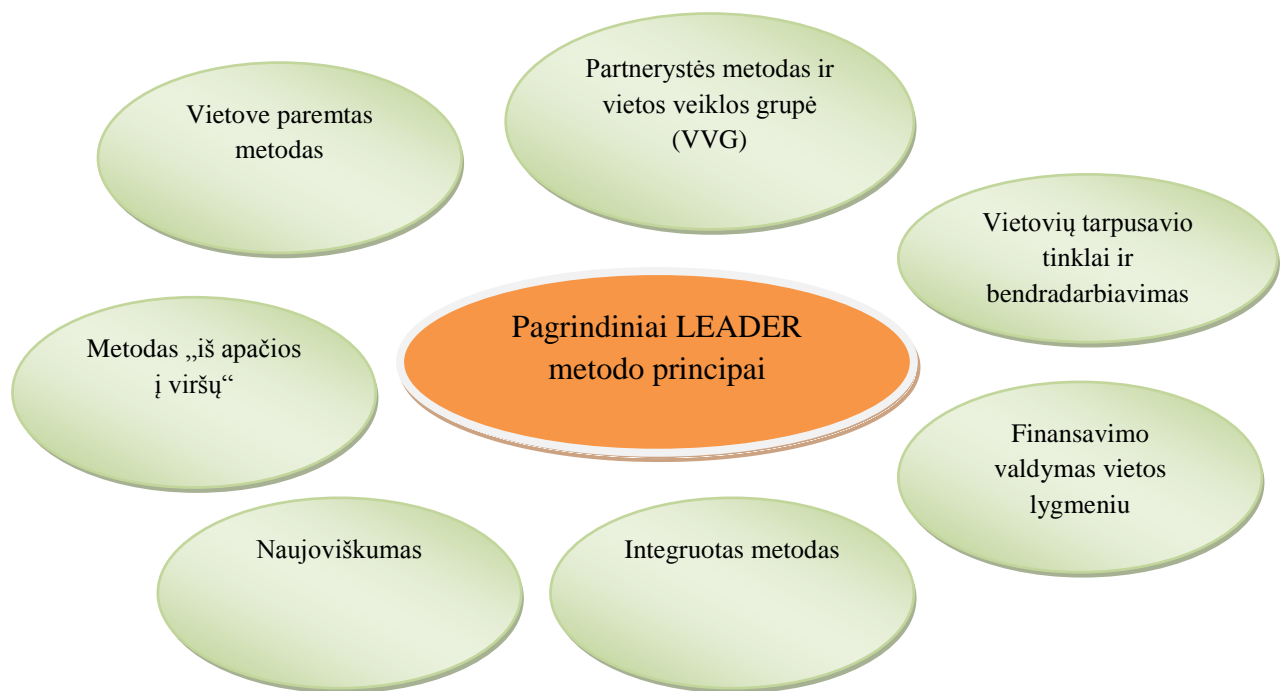 Partnerystės metodas ir
vietos veiklos grupė
(VVG)
Vietove paremtas
metodas
Vietovių tarpusavio
tinklai ir
bendradarbiavimas
Pagrindiniai LEADER
metodo principai
Metodas „iš apačios
į viršų“
Finansavimo
valdymas vietos
lygmeniu
Naujoviškumas
Integruotas metodas